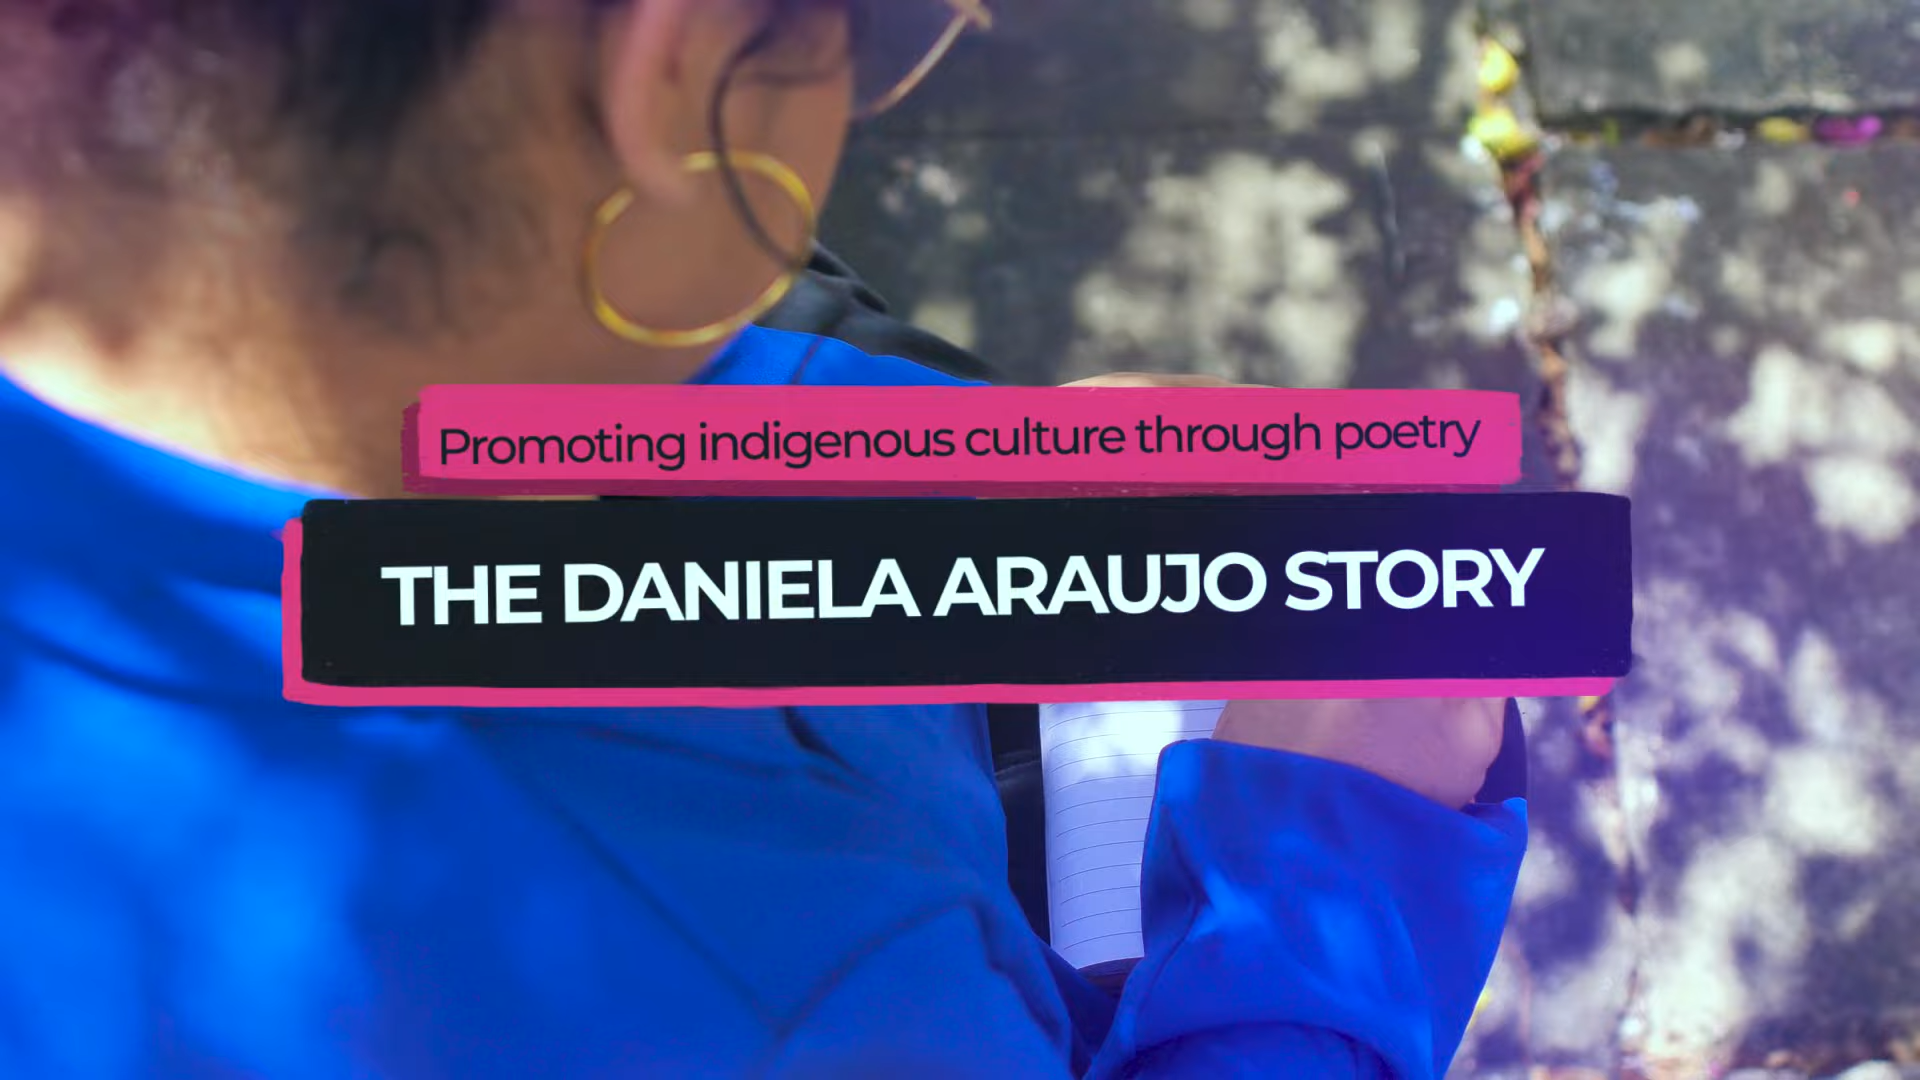 Promoting indigenous culture through poetry
THE DANIELA ARAUJO STORY